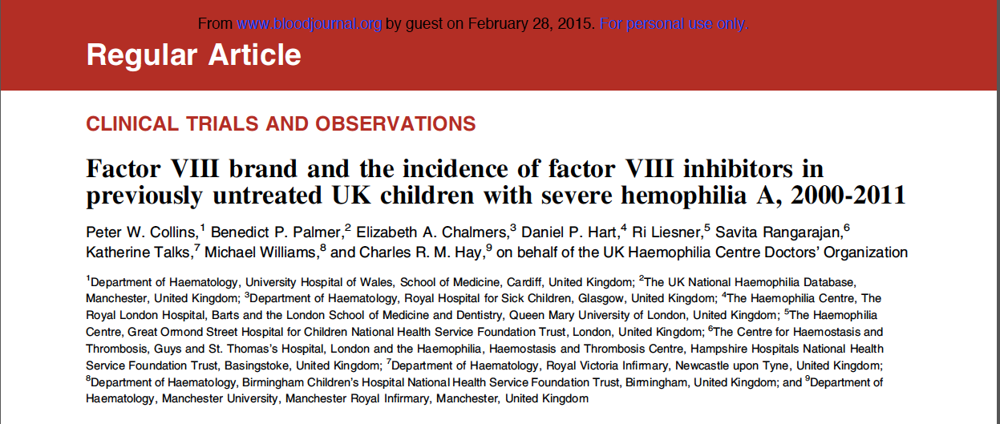 From www.bloodjournal.org by guest on February 28, 2015. For personal use only.
Regular Article
CLINICAL TRIALS AND OBSERVATIONS
Factor VIII brand and the incidence of factor VIII inhibitors in
previously untreated UK children with severe hemophilia A, 2000-2011
Peter W. Collins,1 Benedict P. Palmer,2 Elizabeth A. Chalmers,3 Daniel P. Hart,4 Ri Liesner,5 Savita Rangarajan,6
Katherine Talks,7 Michael Williams,8 and Charles R. M. Hay,9 on behalf of the UK Haemophilia Centre Doctors' Organization
1Department of Haematology, University Hospital of Wales, School of Medicine, Cardiff, United Kingdom; 2The UK National Haemophilia Database,
Manchester, United Kingdom; 3Department of Haematology, Royal Hospital for Sick Children, Glasgow, United Kingdom; 4The Haemophilia Centre, The
Royal London Hospital, Barts and the London School of Medicine and Dentistry, Queen Mary University of London, United Kingdom; 5The Haemophilia
Centre, Great Ormond Street Hospital for Children National Health Service Foundation Trust, London, United Kingdom; 6The Centre for Haemostasis and
Thrombosis, Guys and St. Thomas's Hospital, London and the Haemophilia, Haemostasis and Thrombosis Centre, Hampshire Hospitals National Health
Service Foundation Trust, Basingstoke, United Kingdom; 7Department of Haematology, Royal Victoria Infirmary, Newcastle upon Tyne, United Kingdom;
8Department of Haematology, Birmingham Children's Hospital National Health Service Foundation Trust, Birmingham, United Kingdom; and 9Department of
Haematology, Manchester University, Manchester Royal Infirmary, Manchester, United Kingdom